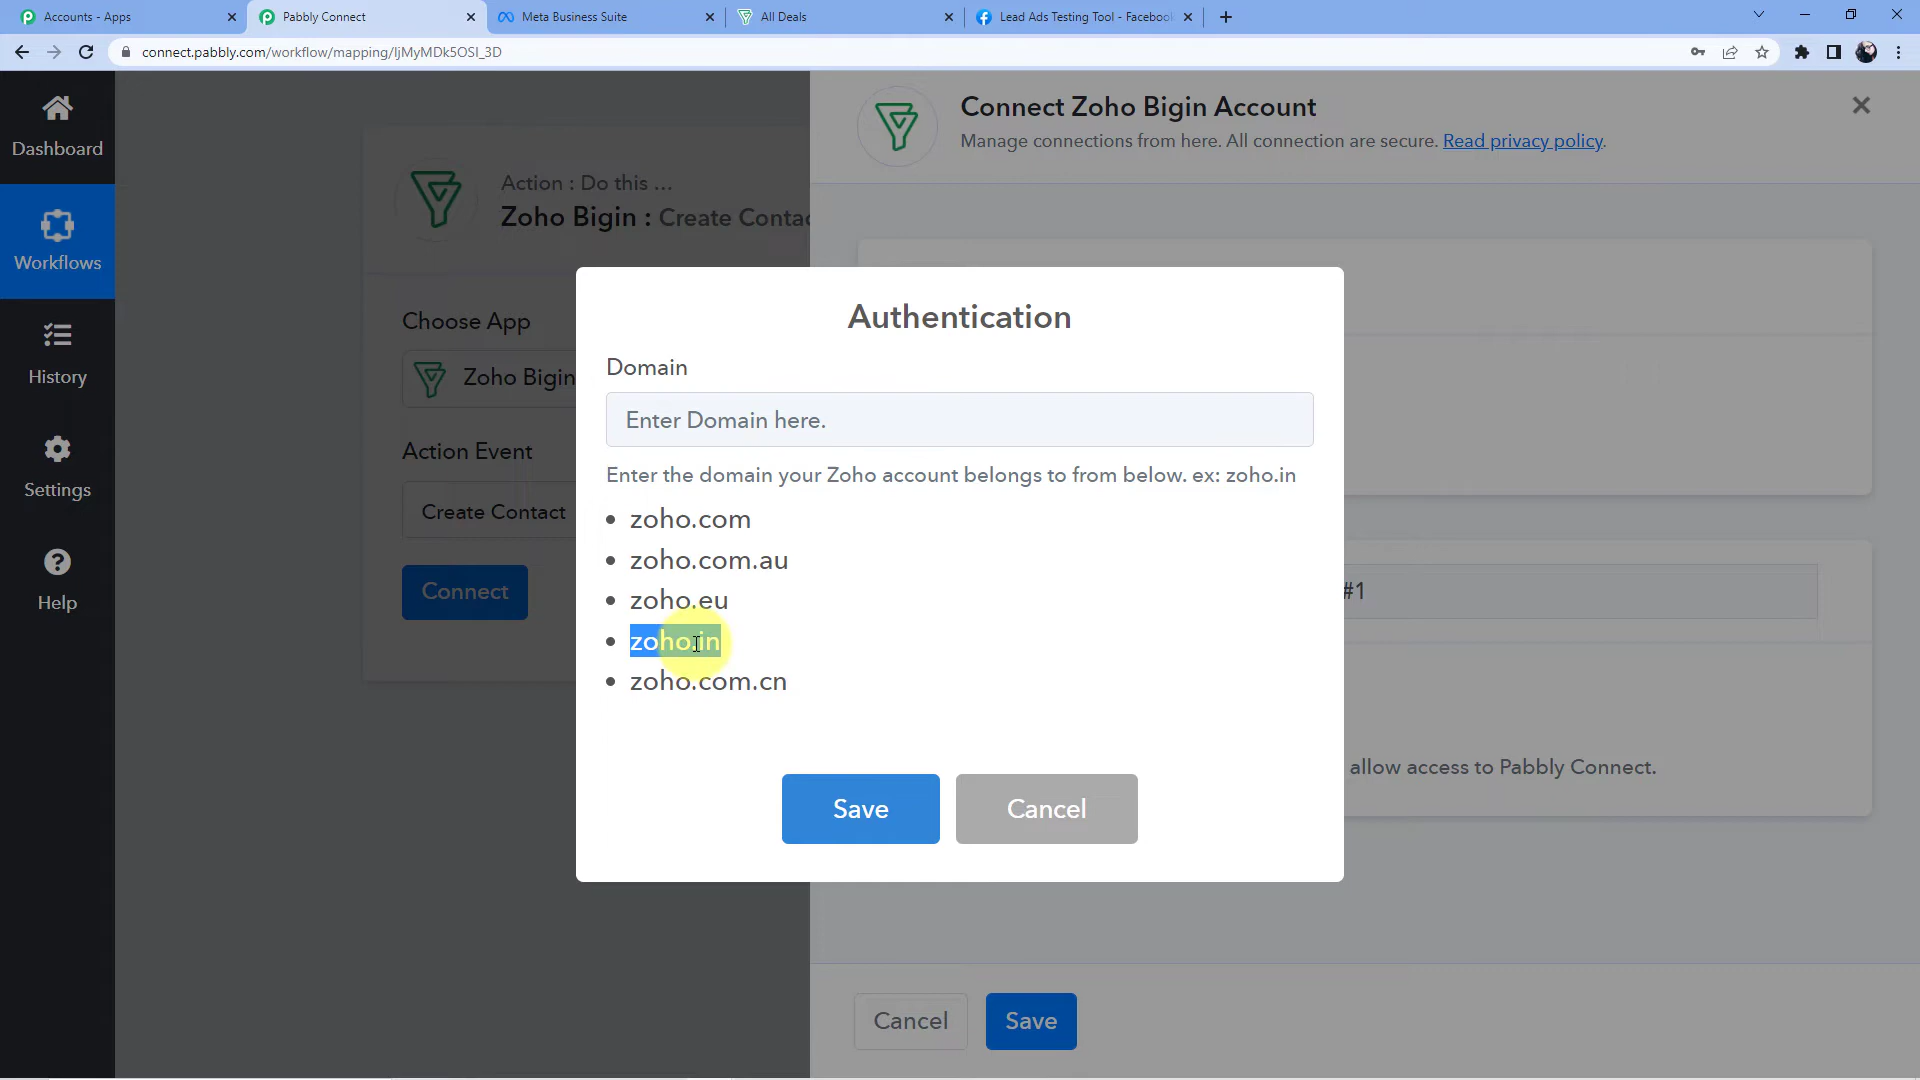 Accounts - Apps
Pabbly Connect
Meta Business Suite
All Deals
Lead Ads Testing Tool - Facebook
connect.pabbly.com/workflow/mapping/IjMyMDk5OSI_3D
Dashboard
Workflows
History
Settings
Help
Action : Do this ...
Zoho Bigin : Create Contac
Choose App
Zoho Bigin
Action Event
Create Contact
Connect
Connect Zoho Bigin Account
Manage connections from here. All connection are secure. Read privacy policy.
#1
allow access to Pabbly Connect.
Cancel
Save
Authentication
Domain
Enter Domain here.
Enter the domain your Zoho account belongs to from below. ex: zoho.in
zoho.com
zoho.com.au
zoho.eu
zoho.in
zoho.com.cn
Save
Cancel